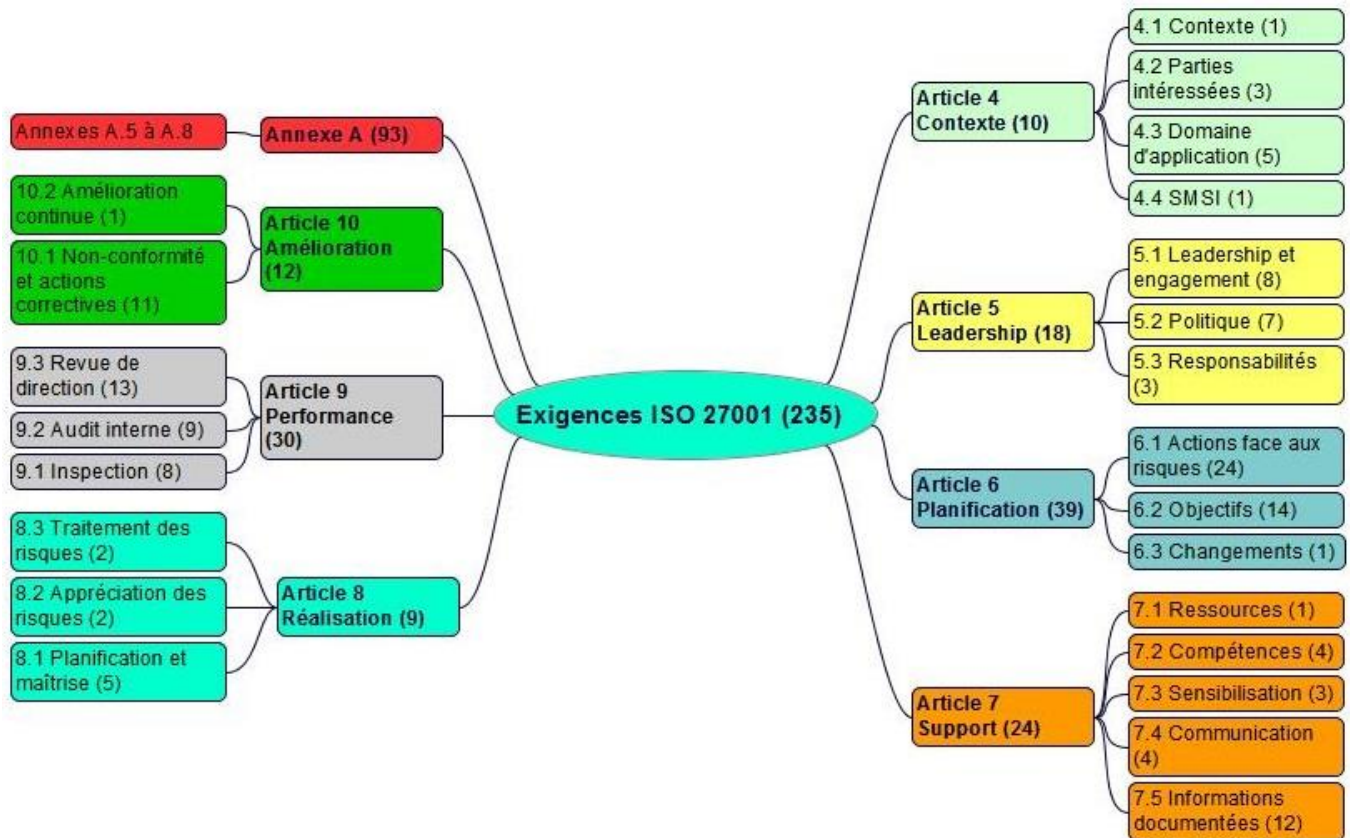 Exigences ISO 27001 (235)
Article 4
Contexte (10)
4.1 Contexte (1)
4.2 Parties
intéressées (3)
4.3 Domaine
d'application (5)
4.4 SMSI (1)
Article 5
Leadership (18)
5.1 Leadership et
engagement (8)
5.2 Politique (7)
5.3 Responsabilités
(3)
Article 6
Planification (39)
6.1 Actions face aux
risques (24)
6.2 Objectifs (14)
6.3 Changements (1)
Article 7
Support (24)
7.1 Ressources (1)
7.2 Compétences (4)
7.3 Sensibilisation (3)
7.4 Communication
(4)
7.5 Informations
documentées (12)
Article 8
Réalisation (9)
8.3 Traitement des
risques (2)
8.2 Appréciation des
risques (2)
8.1 Planification et
maîtrise (5)
Article 9
Performance
(30)
9.3 Revue de
direction (13)
9.2 Audit interne (9)
9.1 Inspection (8)
Article 10
Amélioration
(12)
10.2 Amélioration
continue (1)
10.1 Non-conformité
et actions
correctives (11)
Annexe A (93)
Annexes A.5 à A.8